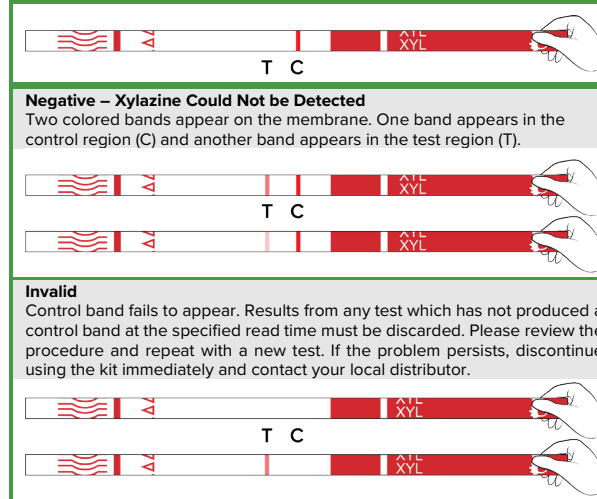 XYL
XYL
T C
Negative – Xylazine Could Not be Detected
Two colored bands appear on the membrane. One band appears in the
control region (C) and another band appears in the test region (T).
XYL
XYL
T C
XYL
XYL
Invalid
Control band fails to appear. Results from any test which has not produced a
control band at the specified read time must be discarded. Please review the
procedure and repeat with a new test. If the problem persists, discontinue
using the kit immediately and contact your local distributor.
XYL
XYL
T C
XYL
XYL